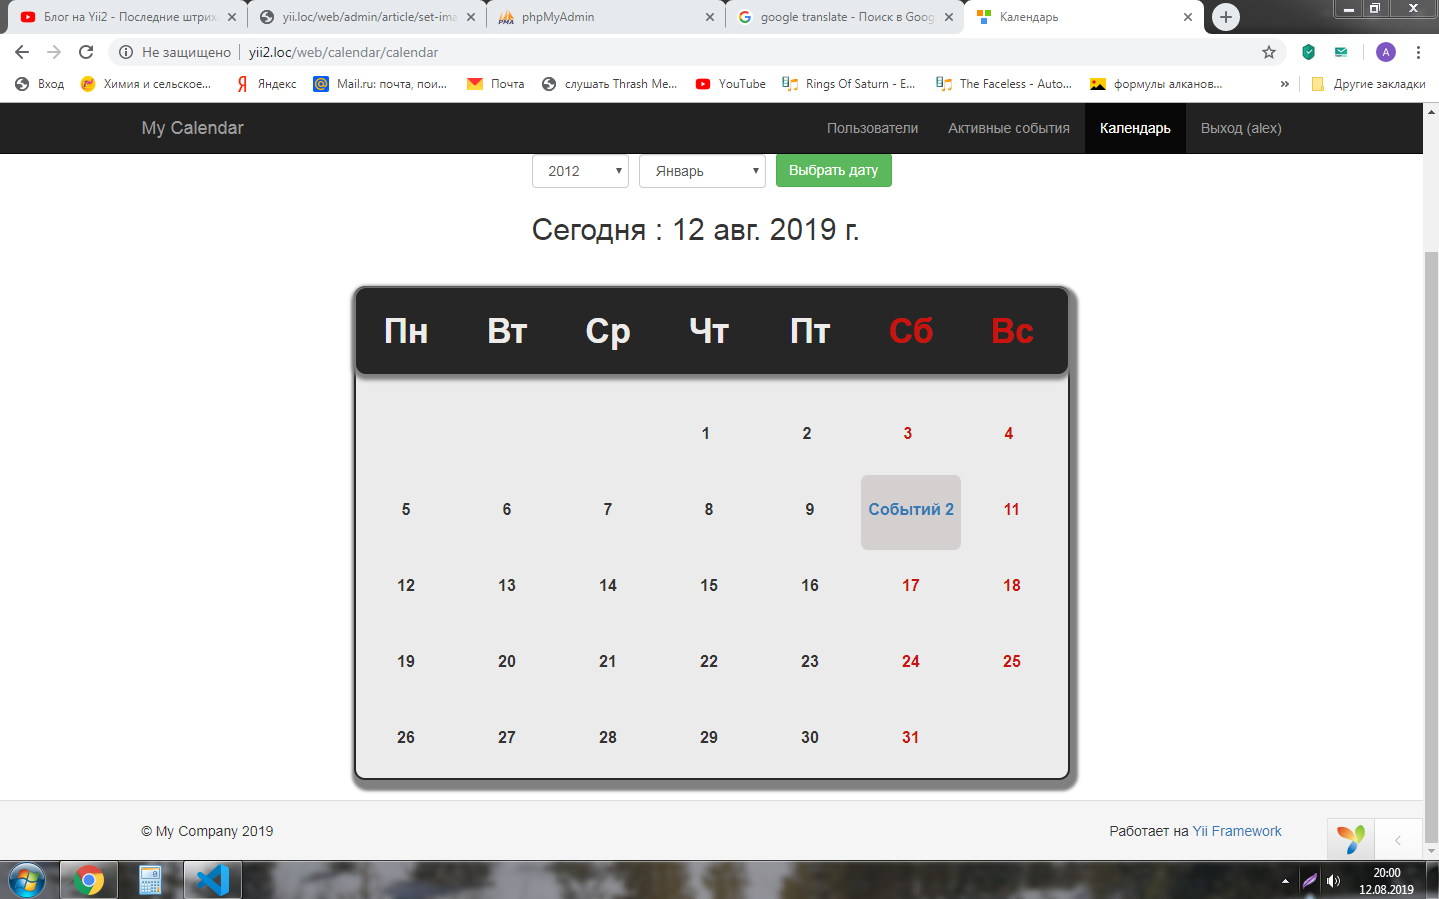 Блог на Yii2 - Последние штрих
yii.loc/web/admin/article/set-ima
phpMyAdmin
google translate - Поиск в Goog
Календарь
Не защищено
yii2.loc/web/calendar/calendar
A
Вход
Химия и сельское...
Яндекс
Mail.ru: почта, пои...
Почта
слушать Thrash Me...
YouTube
Rings Of Saturn - E...
The Faceless - Auto...
формулы алканов...
»
Другие закладки
My Calendar
Пользователи
Активные события
Календарь
Выход (alex)
2012
Январь
Выбрать дату
Сегодня : 12 авг. 2019 г.
Пн Вт Ср Чт Пт Сб Вс
1 2 3 4
5 6 7 8 9 Событий 2 11
12 13 14 15 16 17 18
19 20 21 22 23 24 25
26 27 28 29 30 31
© My Company 2019
Работает на Yii Framework
20:00
12.08.2019